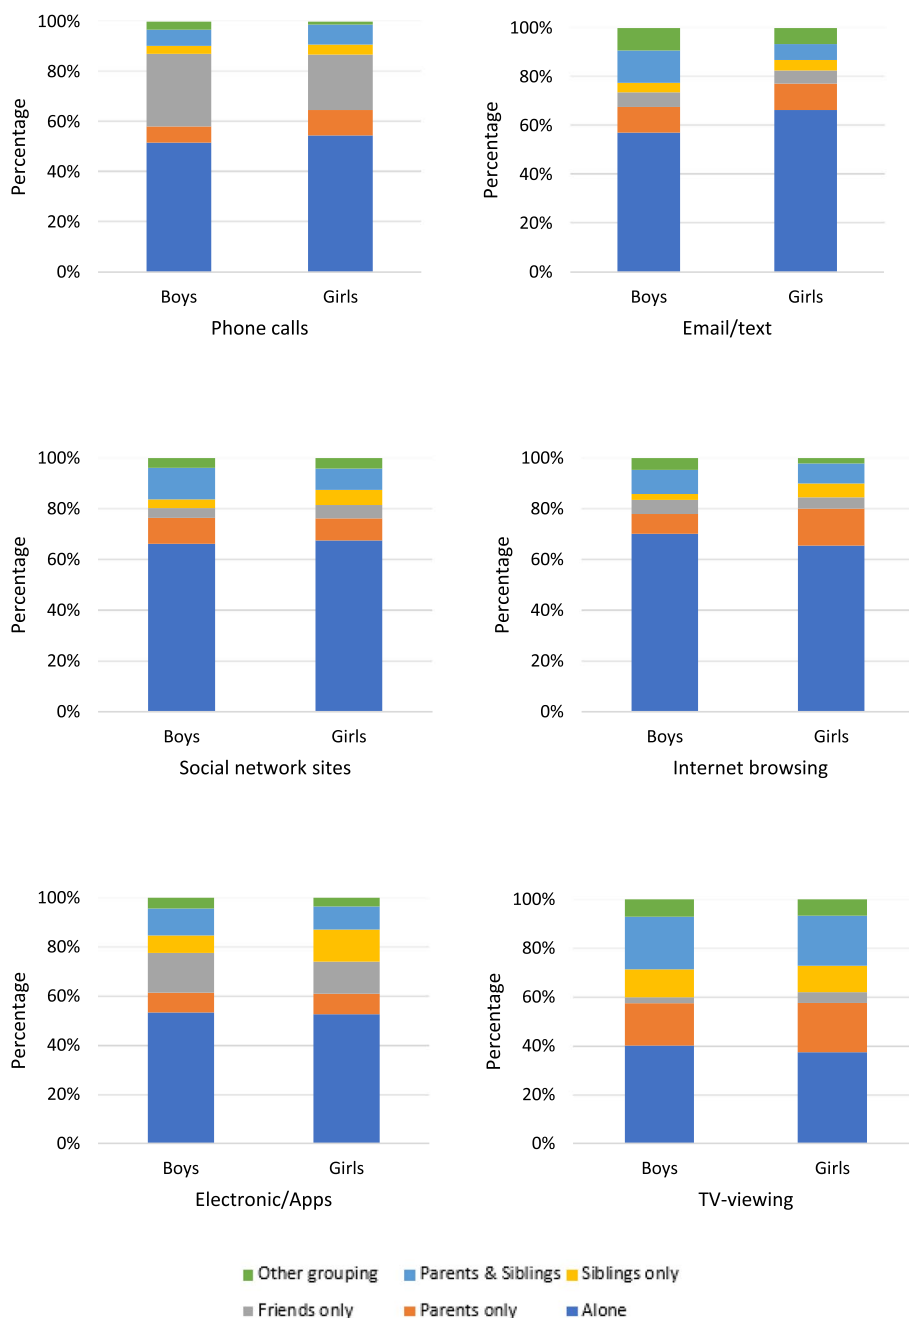 100%
80%
60%
40%
20%
0%
Percentage
Boys
Girls
Phone calls
100%
80%
60%
40%
20%
0%
Percentage
Boys
Girls
Email/text
100%
80%
60%
40%
20%
0%
Percentage
Boys
Girls
Social network sites
100%
80%
60%
40%
20%
0%
Percentage
Boys
Girls
Internet browsing
100%
80%
60%
40%
20%
0%
Percentage
Boys
Girls
Electronic/Apps
100%
80%
60%
40%
20%
0%
Percentage
Boys
Girls
TV-viewing
Other grouping Parents & Siblings Siblings only
Friends only Parents only Alone